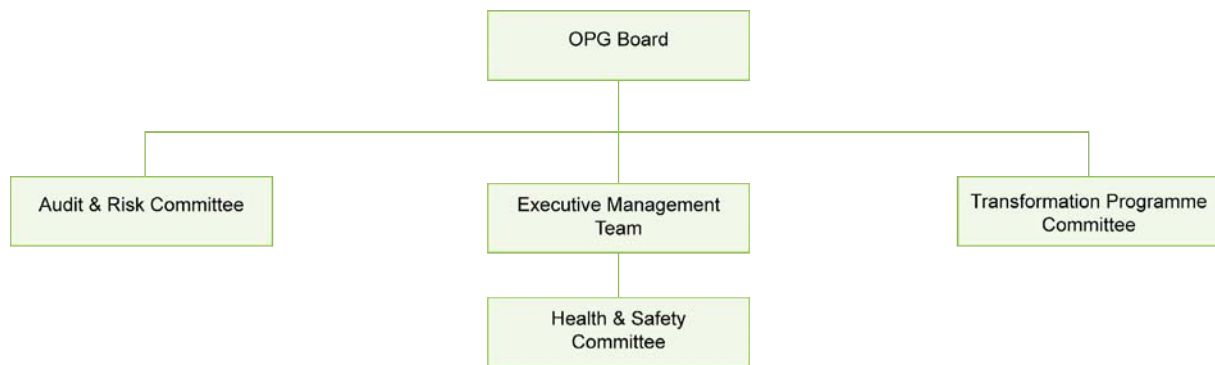 OPG Board
Audit & Risk Committee
Executive Management
Team
Transformation Programme
Committee
Health & Safety
Committee